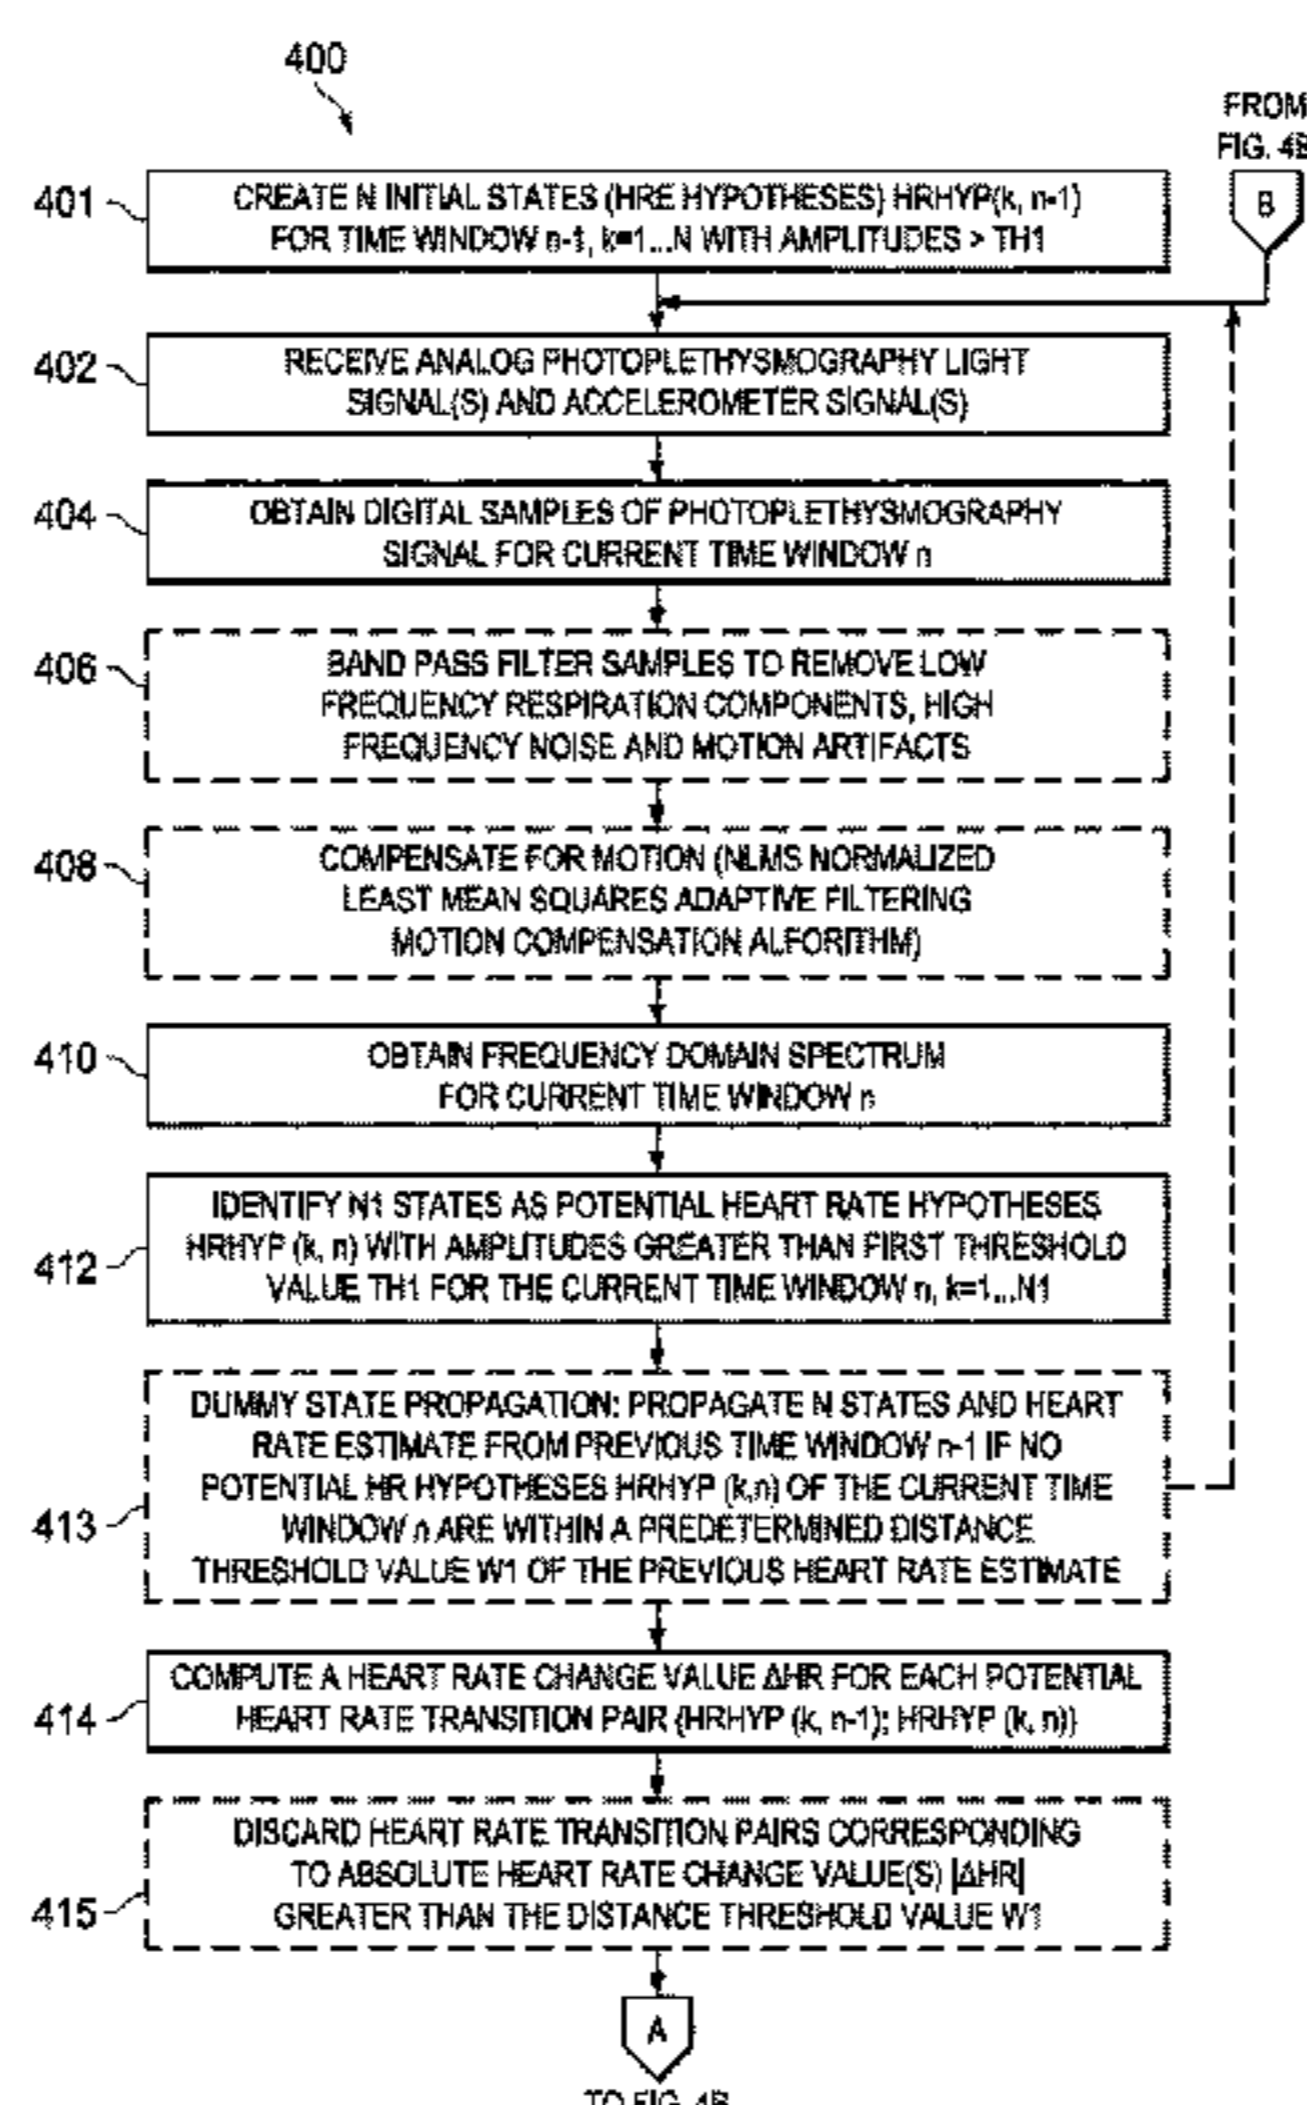 400
FROM
FIG. 4B
B
401
CREATE N INITIAL STATES (HRE HYPOTHESES) HRHYP(k, n-1)
FOR TIME WINDOW n-1, k=1...N WITH AMPLITUDES > TH1
402
RECEIVE ANALOG PHOTOPLETHYSMOGRAPHY LIGHT
SIGNAL(S) AND ACCELEROMETER SIGNAL(S)
404
OBTAIN DIGITAL SAMPLES OF PHOTOPLETHYSMOGRAPHY
SIGNAL FOR CURRENT TIME WINDOW n
406
BAND PASS FILTER SAMPLES TO REMOVE LOW
FREQUENCY RESPIRATION COMPONENTS, HIGH
FREQUENCY NOISE AND MOTION ARTIFACTS
408
COMPENSATE FOR MOTION (NLMS NORMALIZED
LEAST MEAN SQUARES ADAPTIVE FILTERING
MOTION COMPENSATION ALFORITHM)
410
OBTAIN FREQUENCY DOMAIN SPECTRUM
FOR CURRENT TIME WINDOW n
412
IDENTIFY N1 STATES AS POTENTIAL HEART RATE HYPOTHESES
HRHYP (k, n) WITH AMPLITUDES GREATER THAN FIRST THRESHOLD
VALUE TH1 FOR THE CURRENT TIME WINDOW n, k=1...N1
413
DUMMY STATE PROPAGATION: PROPAGATE N STATES AND HEART
RATE ESTIMATE FROM PREVIOUS TIME WINDOW n-1 IF NO
POTENTIAL HR HYPOTHESES HRHYP (k,n) OF THE CURRENT TIME
WINDOW n ARE WITHIN A PREDETERMINED DISTANCE
THRESHOLD VALUE W1 OF THE PREVIOUS HEART RATE ESTIMATE
414
COMPUTE A HEART RATE CHANGE VALUE ΔHR FOR EACH POTENTIAL
HEART RATE TRANSITION PAIR {HRHYP (k, n-1); HRHYP (k, n)}
415
DISCARD HEART RATE TRANSITION PAIRS CORRESPONDING
TO ABSOLUTE HEART RATE CHANGE VALUE(S) |ΔHR|
GREATER THAN THE DISTANCE THRESHOLD VALUE W1
A
TO FIG. 4B